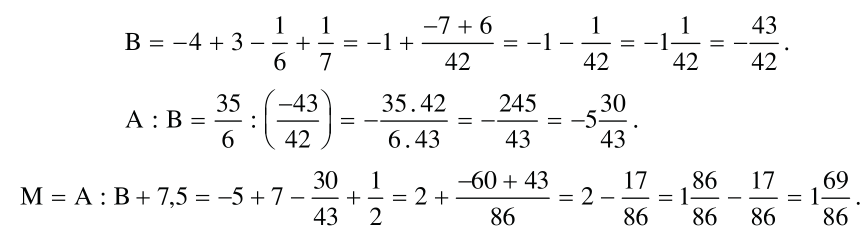 B = −4 + 3 − 1/6 + 1/7 = −1 + (−7 + 6)/42 = −1 − 1/42 = −1 1/42 = −43/42 .
A : B = 35/6 : (−43/42) = −(35 . 42)/(6 . 43) = −245/43 = −5 30/43 .
M = A : B + 7,5 = −5 + 7 − 30/43 + 1/2 = 2 + (−60 + 43)/86 = 2 − 17/86 = 1 86/86 − 17/86 = 1 69/86 .